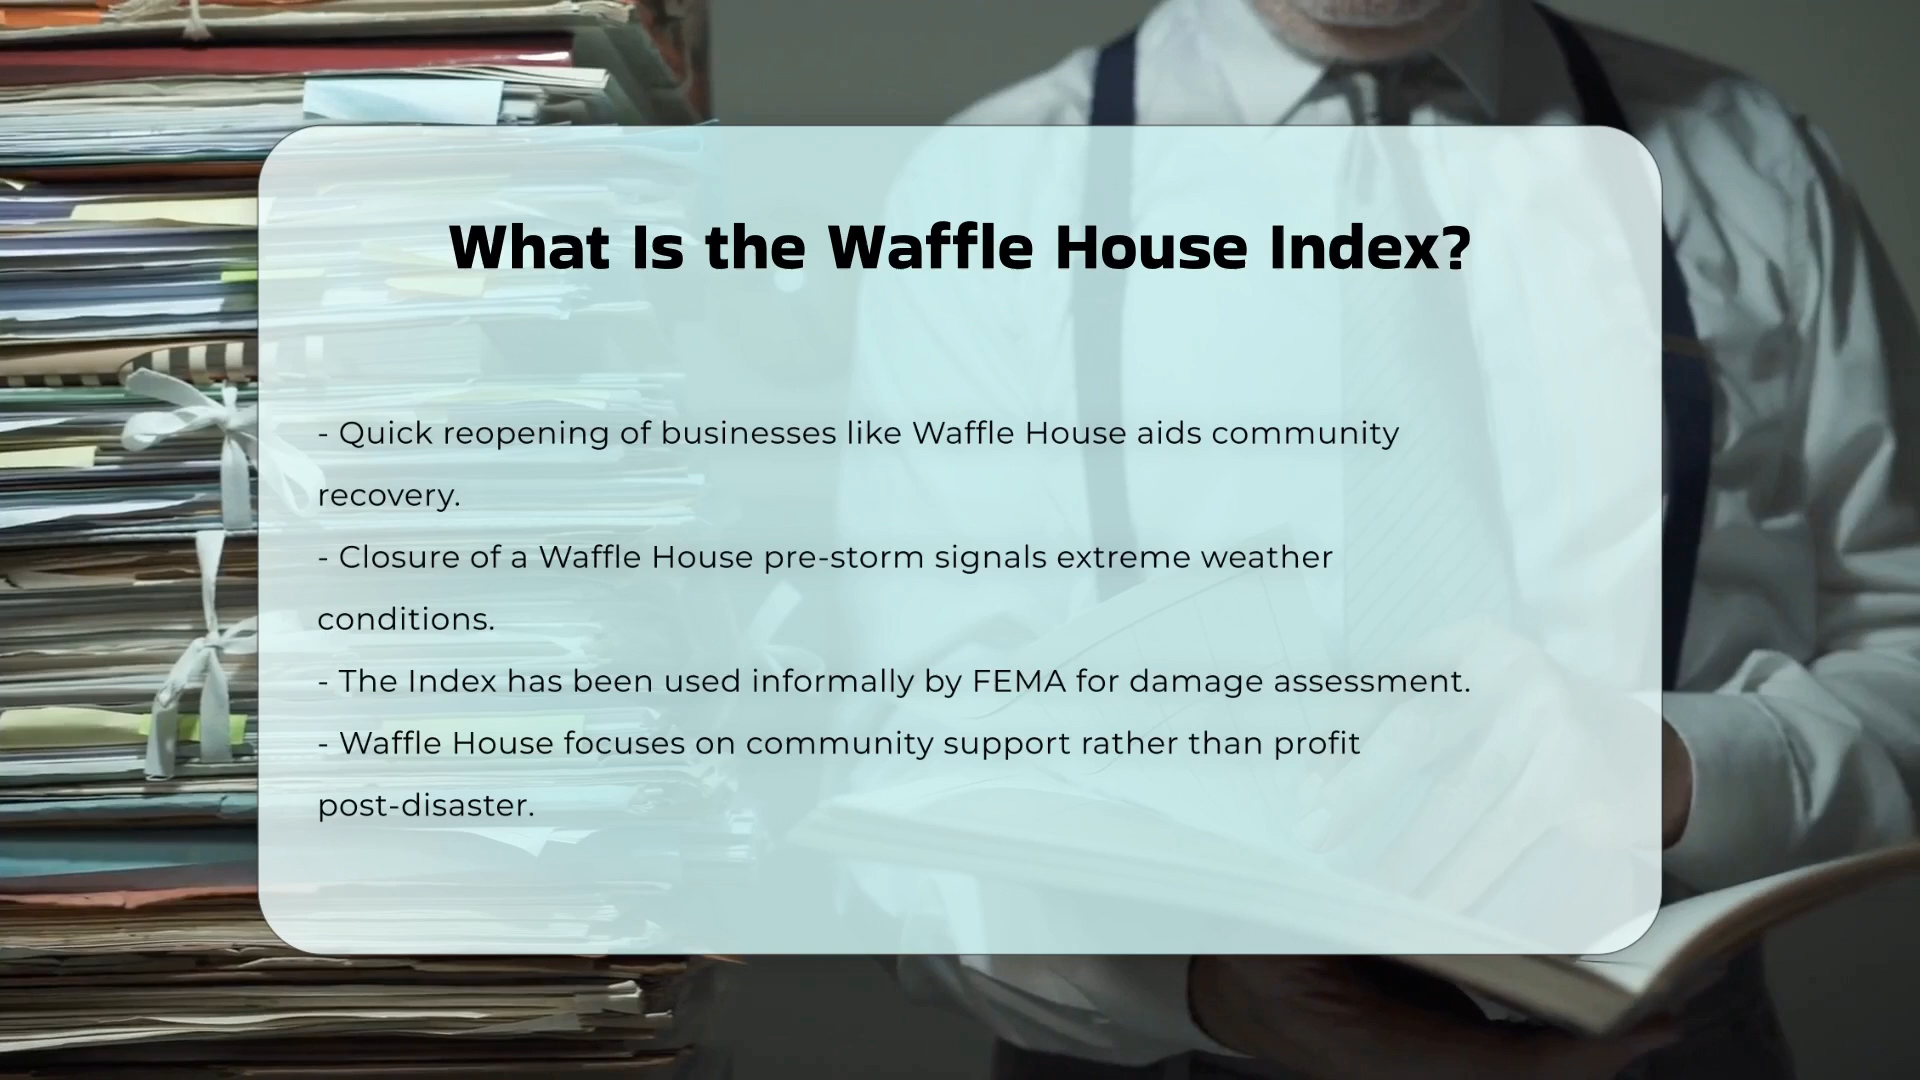 What Is the Waffle House Index?
- Quick reopening of businesses like Waffle House aids community
recovery.
- Closure of a Waffle House pre-storm signals extreme weather
conditions.
- The Index has been used informally by FEMA for damage assessment.
- Waffle House focuses on community support rather than profit
post-disaster.